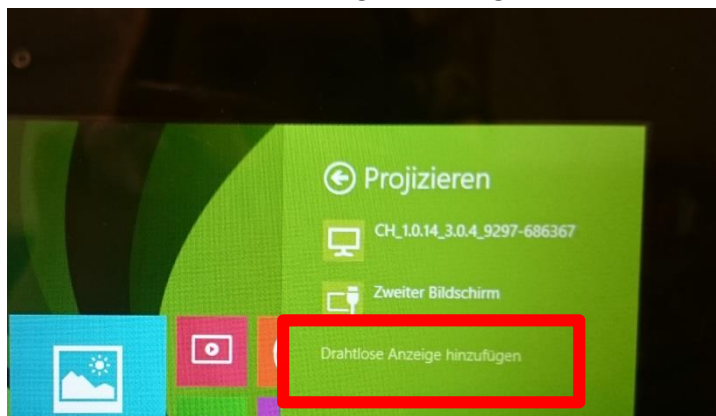 Projizieren
CH_1.0.14_3.0.4_9297-686367
Zweiter Bildschirm
Drahtlose Anzeige hinzufügen